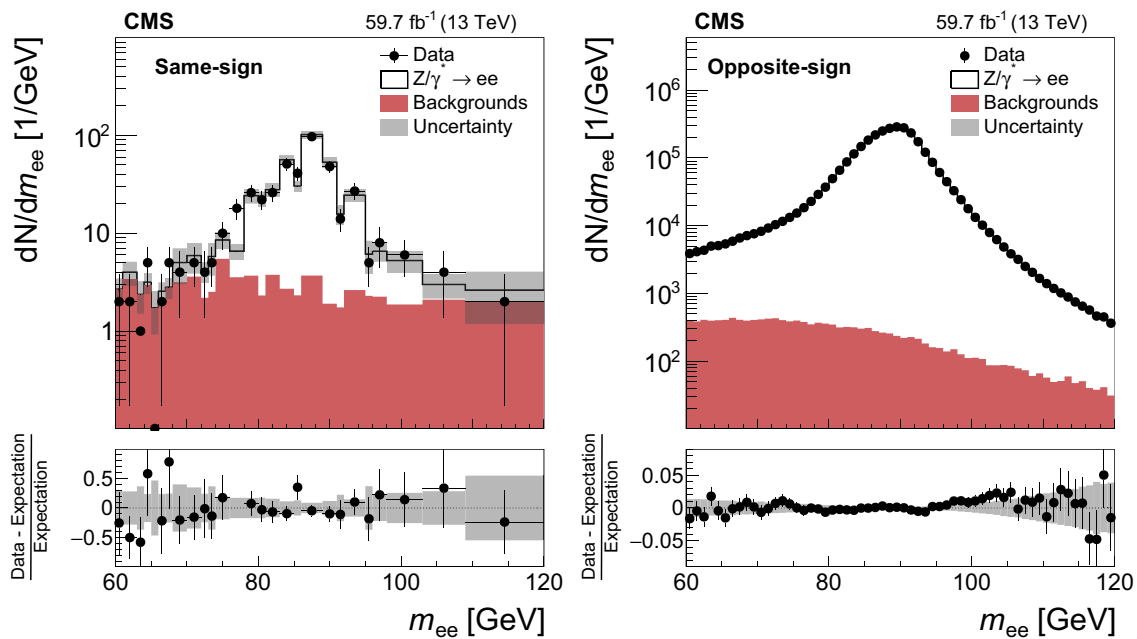 CMS 59.7 fb⁻¹ (13 TeV)
Same-sign
Data
Z/γ* → ee
Backgrounds
Uncertainty
dN/dm_ee [1/GeV]
10²
10
1
Data - Expectation
Expectation
0.5
0
−0.5
60 80 100 120
m_ee [GeV]
CMS 59.7 fb⁻¹ (13 TeV)
Opposite-sign
Data
Z/γ* → ee
Backgrounds
Uncertainty
dN/dm_ee [1/GeV]
10⁶
10⁵
10⁴
10³
10²
Data - Expectation
Expectation
0.05
0
−0.05
60 80 100 120
m_ee [GeV]